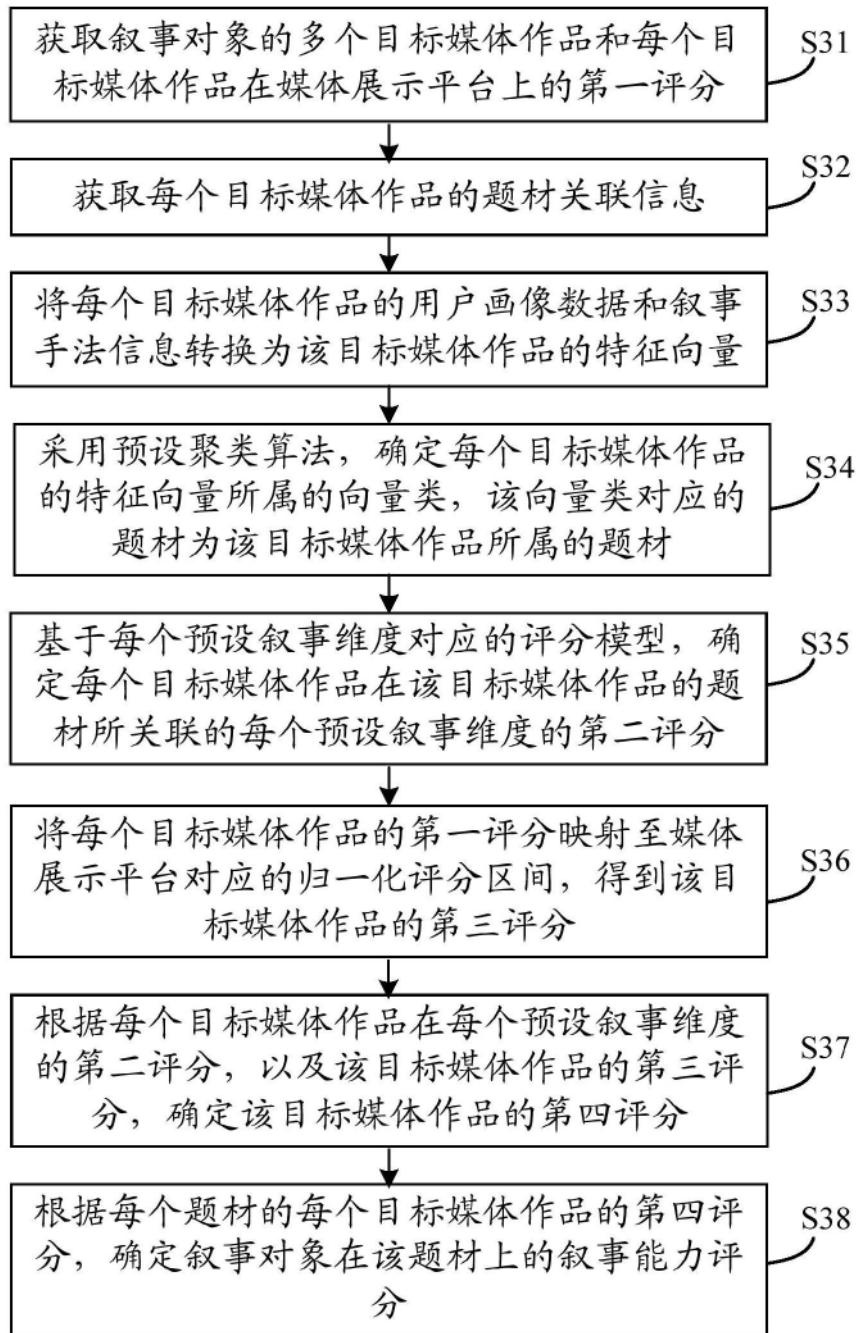 获取叙事对象的多个目标媒体作品和每个目
标媒体作品在媒体展示平台上的第一评分
S31
获取每个目标媒体作品的题材关联信息
S32
将每个目标媒体作品的用户画像数据和叙事
手法信息转换为该目标媒体作品的特征向量
S33
采用预设聚类算法，确定每个目标媒体作品
的特征向量所属的向量类，该向量类对应的
题材为该目标媒体作品所属的题材
S34
基于每个预设叙事维度对应的评分模型，确
定每个目标媒体作品在该目标媒体作品的题
材所关联的每个预设叙事维度的第二评分
S35
将每个目标媒体作品的第一评分映射至媒体
展示平台对应的归一化评分区间，得到该目
标媒体作品的第三评分
S36
根据每个目标媒体作品在每个预设叙事维度
的第二评分，以及该目标媒体作品的第三评
分，确定该目标媒体作品的第四评分
S37
根据每个题材的每个目标媒体作品的第四评
分，确定叙事对象在该题材上的叙事能力评
分
S38